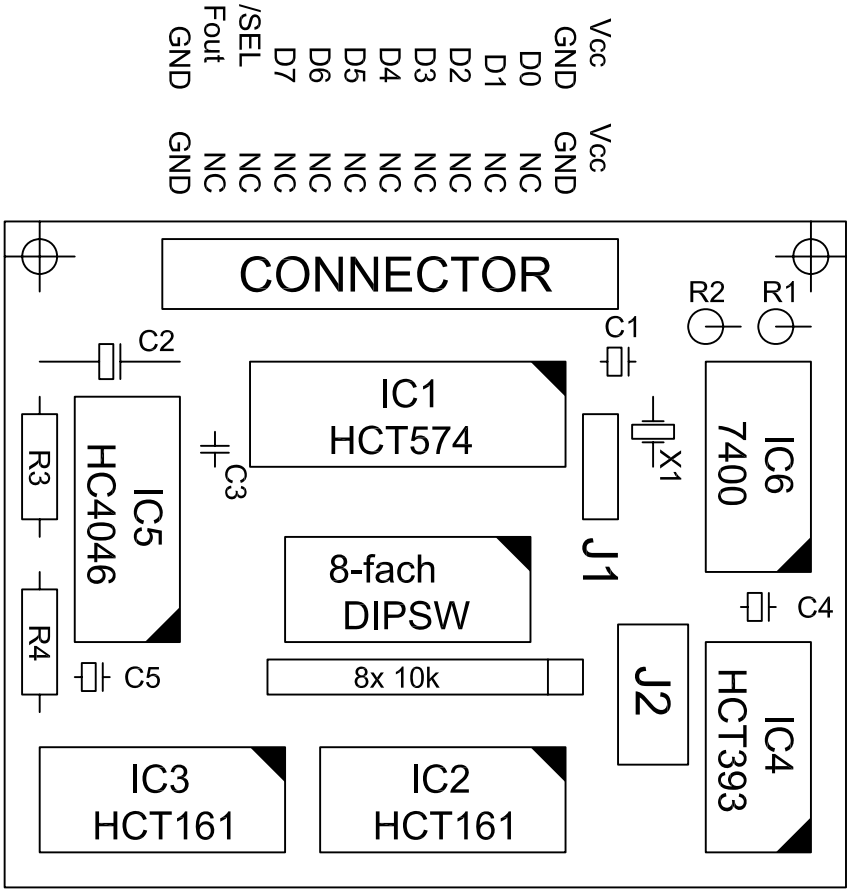 GND
Fout
/SEL
D7
D6
D5
D4
D3
D2
D1
D0
GND
Vcc
GND
NC
NC
NC
NC
NC
NC
NC
NC
NC
NC
GND
Vcc
CONNECTOR
R2
R1
C2
C1
IC1
HCT574
IC6
7400
X1
C3
R3
IC5
HC4046
J1
8-fach
DIPSW
C4
R4
C5
8x 10k
J2
IC4
HCT393
IC3
HCT161
IC2
HCT161